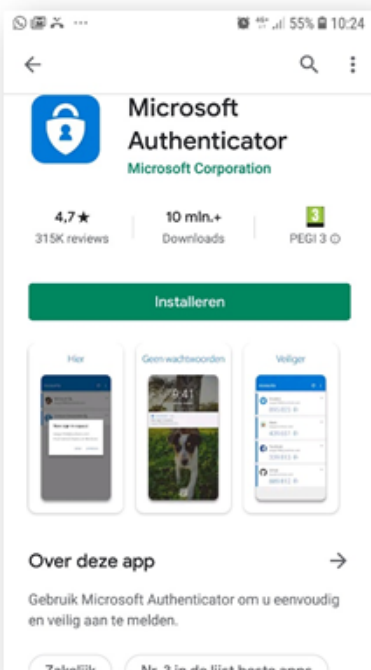 55% 10:24
Microsoft
Authenticator
Microsoft Corporation
4,7★
10 mln.+
3
315K reviews
Downloads
PEGI 3
Installeren
Hier
Geen wachtwoorden
Veiliger
9:41
Over deze app
Gebruik Microsoft Authenticator om u eenvoudig
en veilig aan te melden.
Zakelijk
Nr. 3 in de lijst beste apps